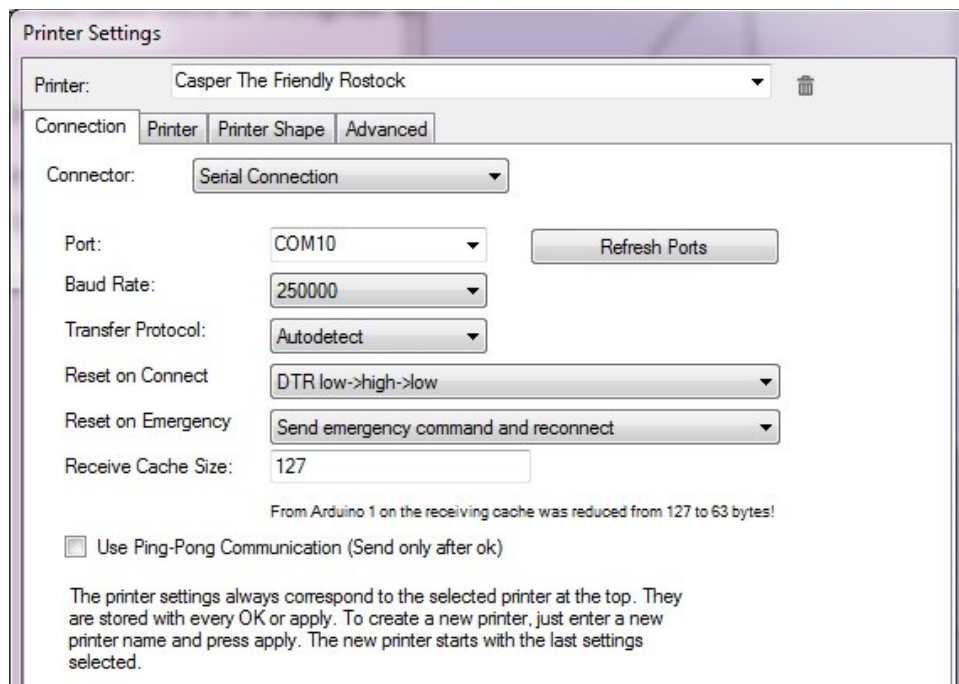 Printer Settings
Printer: Casper The Friendly Rostock
Connection Printer Printer Shape Advanced
Connector: Serial Connection
Port: COM10 Refresh Ports
Baud Rate: 250000
Transfer Protocol: Autodetect
Reset on Connect DTR low->high->low
Reset on Emergency Send emergency command and reconnect
Receive Cache Size: 127
From Arduino 1 on the receiving cache was reduced from 127 to 63 bytes!
Use Ping-Pong Communication (Send only after ok)
The printer settings always correspond to the selected printer at the top. They
are stored with every OK or apply. To create a new printer, just enter a new
printer name and press apply. The new printer starts with the last settings
selected.